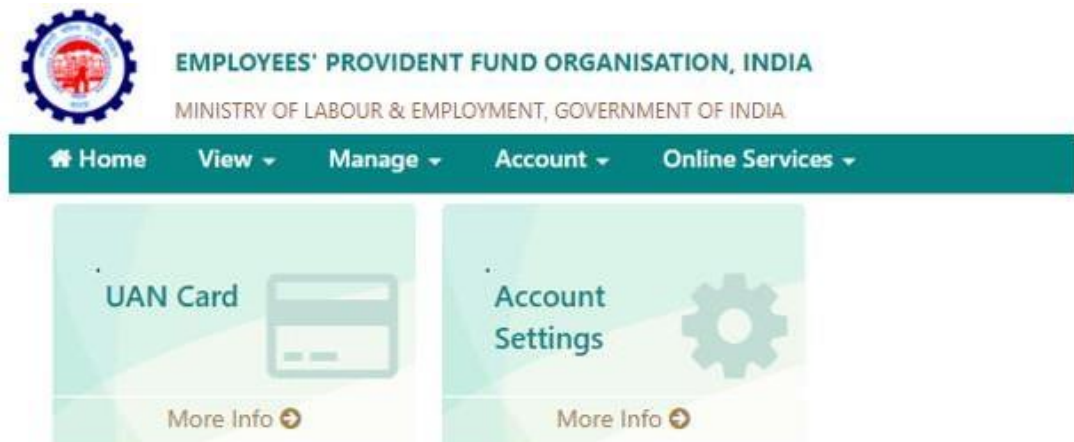 EMPLOYEES' PROVIDENT FUND ORGANISATION, INDIA
MINISTRY OF LABOUR & EMPLOYMENT, GOVERNMENT OF INDIA
Home View Manage Account Online Services
UAN Card
More Info
Account
Settings
More Info